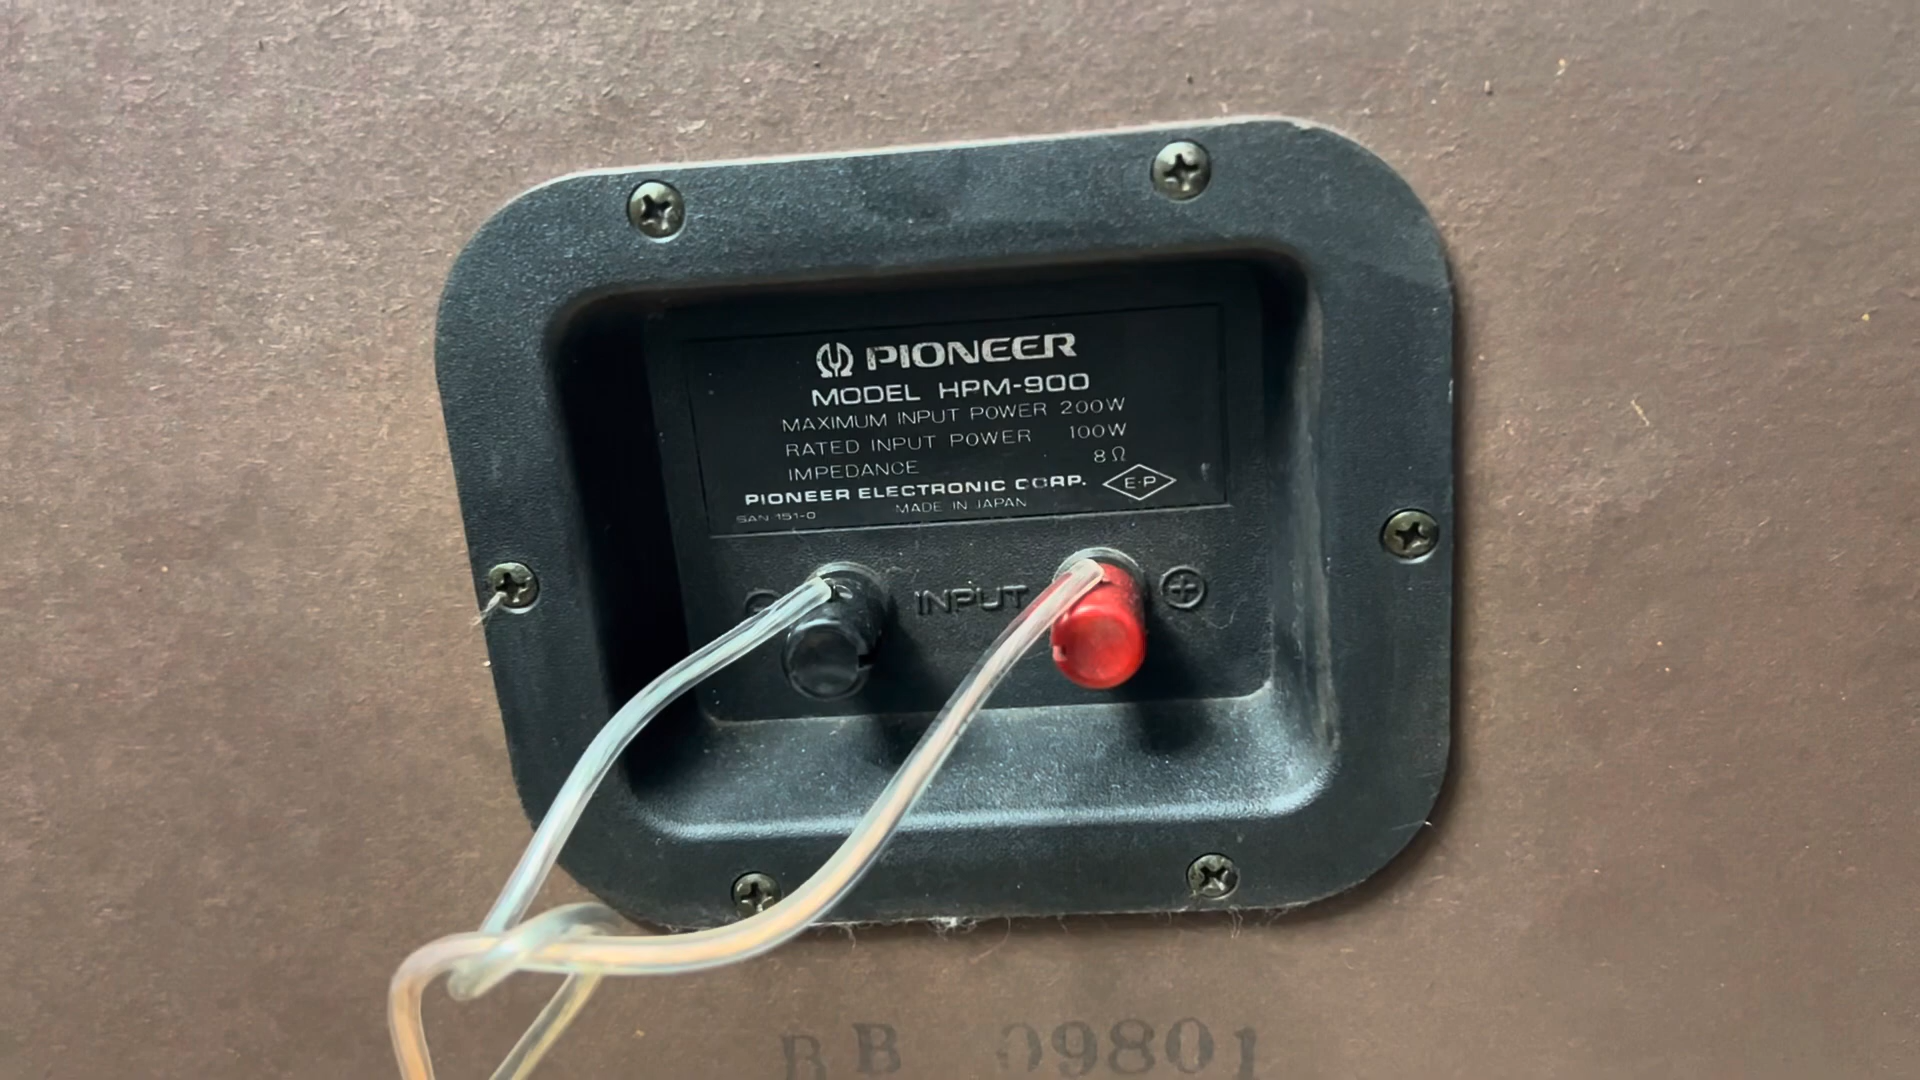 PIONEER
MODEL HPM-900
MAXIMUM INPUT POWER 200W
RATED INPUT POWER 100W
IMPEDANCE 8Ω
PIONEER ELECTRONIC CORP. E·P
SAN-151-0 MADE IN JAPAN
- INPUT +
BB 09801